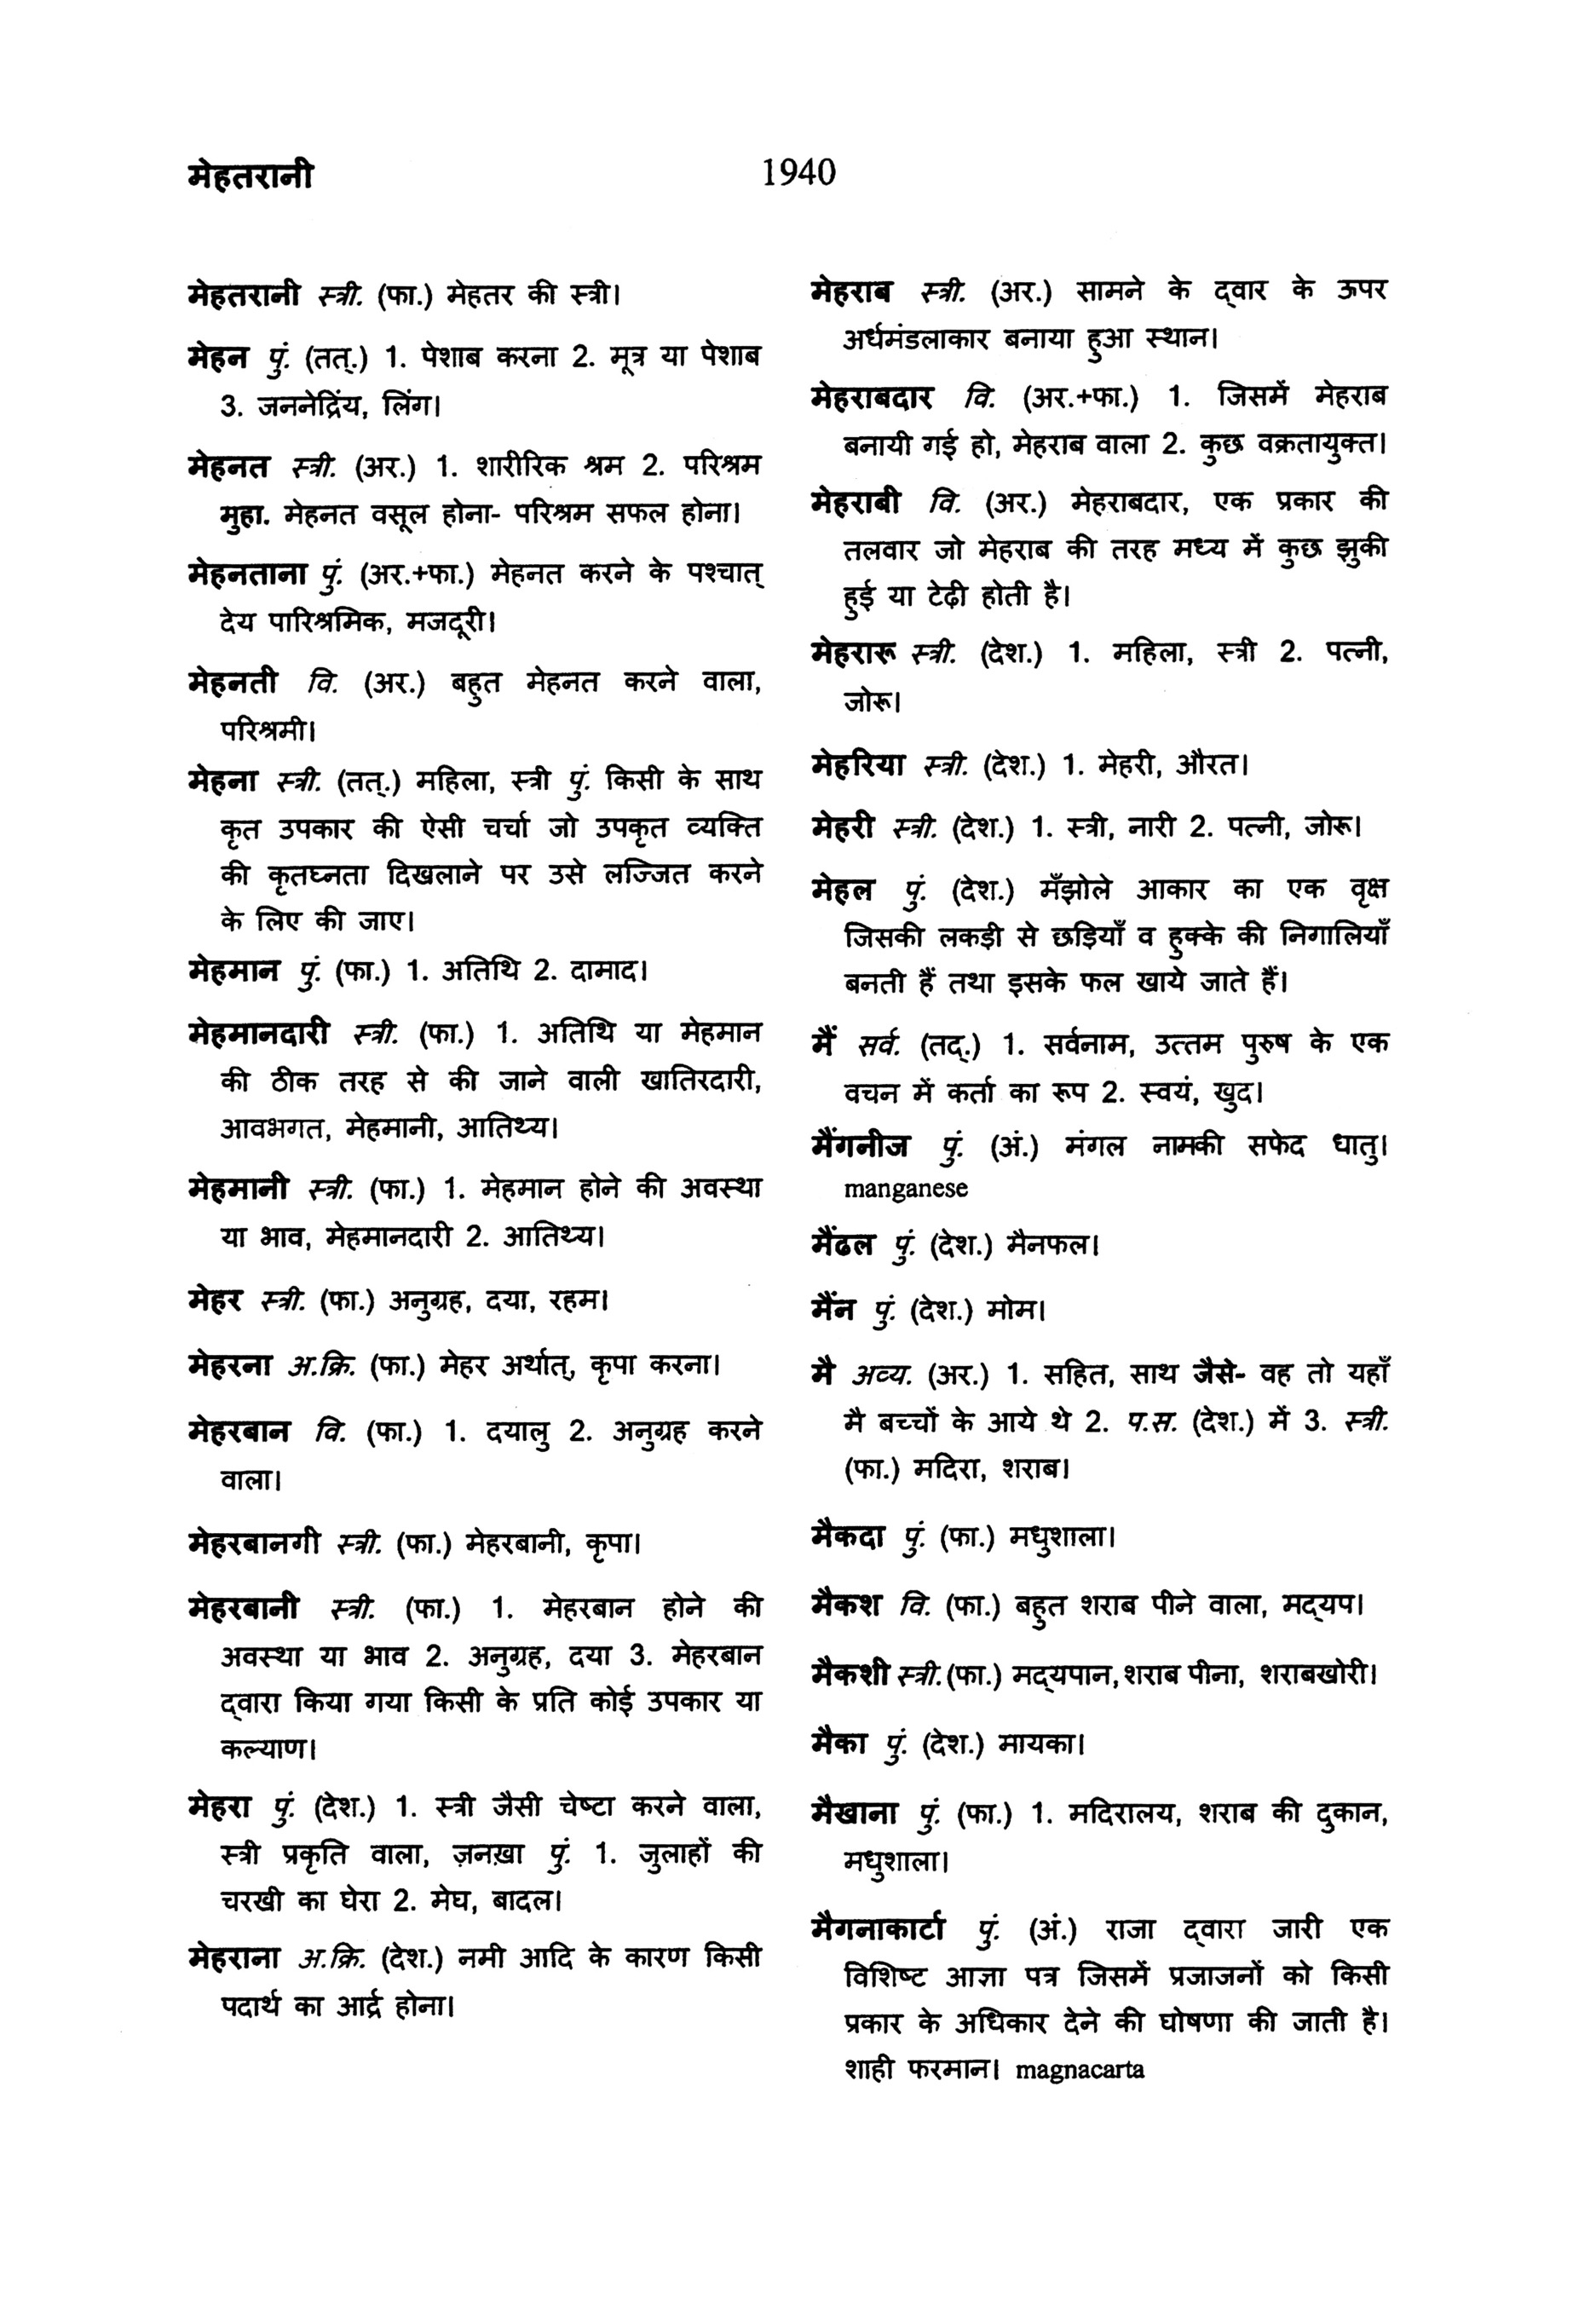 मेहतरानी
1940
मेहतरानी स्त्री. (फा.) मेहतर की स्त्री।
मेहन पुं. (तत्.) 1. पेशाब करना 2. मूत्र या पेशाब
3. जननेद्रिंय, लिंग।
मेहनत स्त्री. (अर.) 1. शारीरिक श्रम 2. परिश्रम
मुहा. मेहनत वसूल होना- परिश्रम सफल होना।
मेहनताना पुं. (अर.+फा.) मेहनत करने के पश्चात्
देय पारिश्रमिक, मजदूरी।
मेहनती वि. (अर.) बहुत मेहनत करने वाला,
परिश्रमी।
मेहना स्त्री. (तत्.) महिला, स्त्री पुं. किसी के साथ
कृत उपकार की ऐसी चर्चा जो उपकृत व्यक्ति
की कृतघ्नता दिखलाने पर उसे लज्जित करने
के लिए की जाए।
मेहमान पुं. (फा.) 1. अतिथि 2. दामाद।
मेहमानदारी स्त्री. (फा.) 1. अतिथि या मेहमान
की ठीक तरह से की जाने वाली खातिरदारी,
आवभगत, मेहमानी, आतिथ्य।
मेहमानी स्त्री. (फा.) 1. मेहमान होने की अवस्था
या भाव, मेहमानदारी 2. आतिथ्य।
मेहर स्त्री. (फा.) अनुग्रह, दया, रहम।
मेहरना अ.क्रि. (फा.) मेहर अर्थात्, कृपा करना।
मेहरबान वि. (फा.) 1. दयालु 2. अनुग्रह करने
वाला।
मेहरबानगी स्त्री. (फा.) मेहरबानी, कृपा।
मेहरबानी स्त्री. (फा.) 1. मेहरबान होने की
अवस्था या भाव 2. अनुग्रह, दया 3. मेहरबान
द्वारा किया गया किसी के प्रति कोई उपकार या
कल्याण।
मेहरा पुं. (देश.) 1. स्त्री जैसी चेष्टा करने वाला,
स्त्री प्रकृति वाला, ज़नख़ा पुं. 1. जुलाहों की
चरखी का घेरा 2. मेघ, बादल।
मेहराना अ.क्रि. (देश.) नमी आदि के कारण किसी
पदार्थ का आर्द्र होना।
मेहराब स्त्री. (अर.) सामने के द्वार के ऊपर
अर्धमंडलाकार बनाया हुआ स्थान।
मेहराबदार वि. (अर.+फा.) 1. जिसमें मेहराब
बनायी गई हो, मेहराब वाला 2. कुछ वक्रतायुक्त।
मेहराबी वि. (अर.) मेहराबदार, एक प्रकार की
तलवार जो मेहराब की तरह मध्य में कुछ झुकी
हुई या टेढ़ी होती है।
मेहरारू स्त्री. (देश.) 1. महिला, स्त्री 2. पत्नी,
जोरू।
मेहरिया स्त्री. (देश.) 1. मेहरी, औरत।
मेहरी स्त्री. (देश.) 1. स्त्री, नारी 2. पत्नी, जोरू।
मेहल पुं. (देश.) मँझोले आकार का एक वृक्ष
जिसकी लकड़ी से छड़ियाँ व हुक्के की निगालियाँ
बनती हैं तथा इसके फल खाये जाते हैं।
मैं सर्व. (तद्.) 1. सर्वनाम, उत्तम पुरुष के एक
वचन में कर्ता का रूप 2. स्वयं, खुद।
मैंगनीज पुं. (अं.) मंगल नामकी सफेद धातु।
manganese
मैंढल पुं. (देश.) मैनफल।
मैंन पुं. (देश.) मोम।
मै अव्य. (अर.) 1. सहित, साथ जैसे- वह तो यहाँ
मै बच्चों के आये थे 2. प.स. (देश.) में 3. स्त्री.
(फा.) मदिरा, शराब।
मैकदा पुं. (फा.) मधुशाला।
मैकश वि. (फा.) बहुत शराब पीने वाला, मद्यप।
मैकशी स्त्री.(फा.) मद्यपान, शराब पीना, शराबखोरी।
मैका पुं. (देश.) मायका।
मैखाना पुं. (फा.) 1. मदिरालय, शराब की दुकान,
मधुशाला।
मैगनाकार्टा पुं. (अं.) राजा द्वारा जारी एक
विशिष्ट आज्ञा पत्र जिसमें प्रजाजनों को किसी
प्रकार के अधिकार देने की घोषणा की जाती है।
शाही फरमान। magnacarta